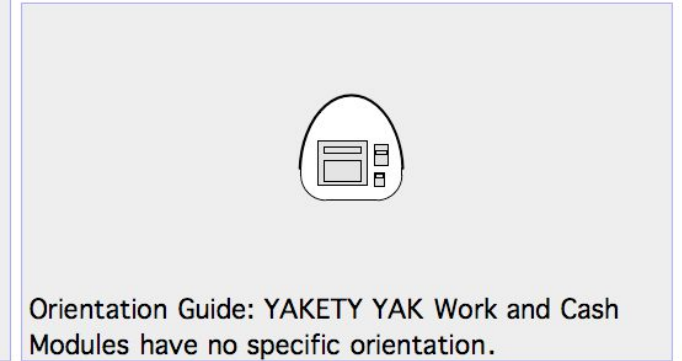 Orientation Guide: YAKETY YAK Work and Cash
Modules have no specific orientation.